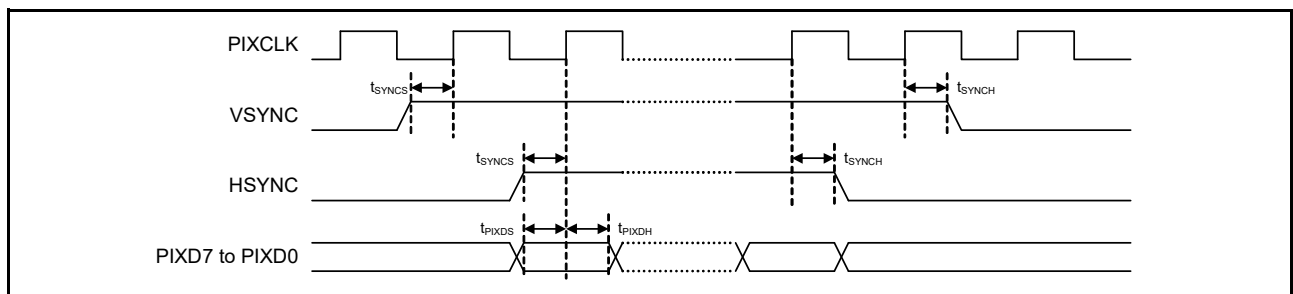 PIXCLK
tSYNCS
tSYNCH
VSYNC
tSYNCS
tSYNCH
HSYNC
tPIXDS
tPIXDH
PIXD7 to PIXD0